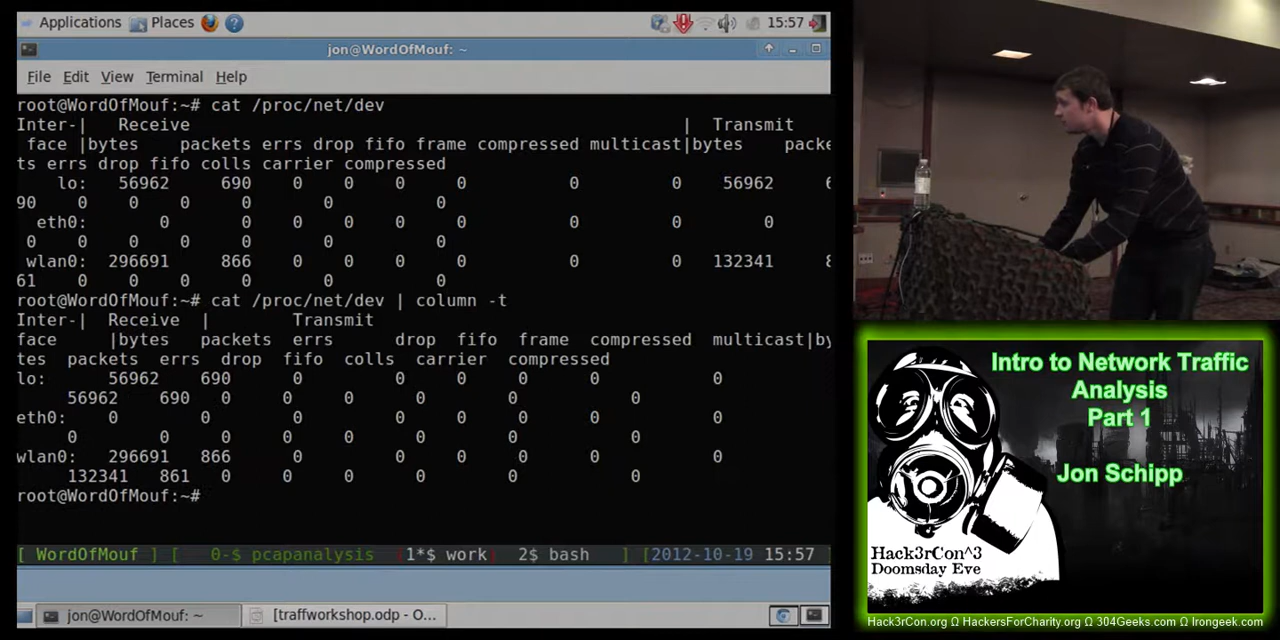 Applications Places 15:57
jon@WordOfMouf: ~
File Edit View Terminal Help
root@WordOfMouf:~# cat /proc/net/dev
Inter-| Receive | Transmit
face |bytes packets errs drop fifo frame compressed multicast|bytes packe
ts errs drop fifo colls carrier compressed
lo: 56962 690 0 0 0 0 0 0 56962 6
90 0 0 0 0 0 0
eth0: 0 0 0 0 0 0 0 0 0
0 0 0 0 0 0
wlan0: 296691 866 0 0 0 0 0 0 132341 8
61 0 0 0 0 0 0
root@WordOfMouf:~# cat /proc/net/dev | column -t
Inter-| Receive | Transmit
face |bytes packets errs drop fifo frame compressed multicast|by
tes packets errs drop fifo colls carrier compressed
lo: 56962 690 0 0 0 0 0 0
56962 690 0 0 0 0 0 0
eth0: 0 0 0 0 0 0 0 0
0 0 0 0 0 0 0
wlan0: 296691 866 0 0 0 0 0 0
132341 861 0 0 0 0 0 0
root@WordOfMouf:~#
[ WordOfMouf ] [ 0-$ pcapanalysis (1*$ work) 2$ bash ] [2012-10-19 15:57
jon@WordOfMouf: ~ [traffworkshop.odp - O...
Intro to Network Traffic
Analysis
Part 1
Jon Schipp
Hack3rCon^3
Doomsday Eve
Hack3rCon.org Ω HackersForCharity.org Ω 304Geeks.com Ω Irongeek.com